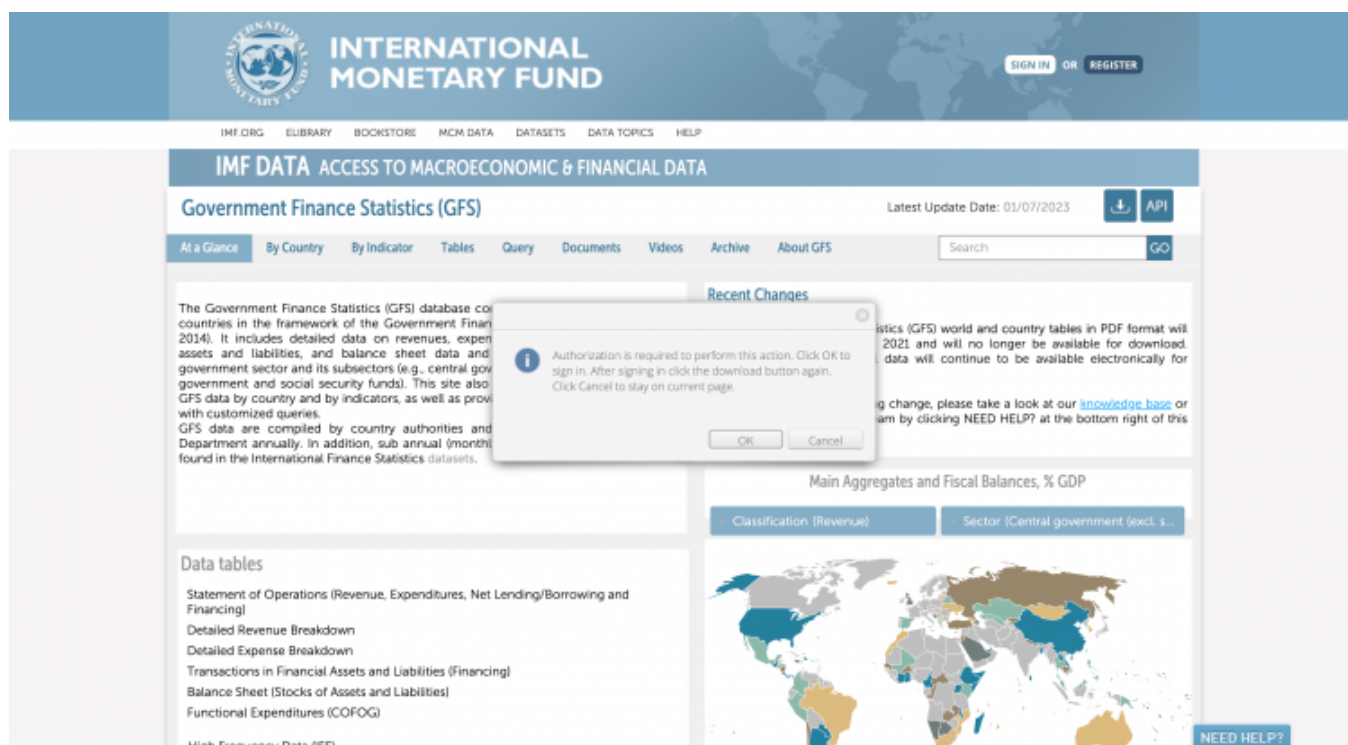 INTERNATIONAL
MONETARY FUND
SIGN IN OR REGISTER
IMF.ORG ELIBRARY BOOKSTORE MCM DATA DATASETS DATA TOPICS HELP
IMF DATA ACCESS TO MACROECONOMIC & FINANCIAL DATA
Government Finance Statistics (GFS)
Latest Update Date: 01/07/2023
API
At a Glance By Country By Indicator Tables Query Documents Videos Archive About GFS
Search GO
The Government Finance Statistics (GFS) database
countries in the framework of the Government
2014). It includes detailed data on revenues,
assets and liabilities, and balance sheet data and
government sector and its subsectors (e.g., central
government and social security funds). This site also
GFS data by country and by indicators, as well as
with customized queries.
GFS data are compiled by country authorities and
Department annually. In addition, sub annual
found in the International Finance Statistics datasets.
Authorization is required to perform this action. Click OK to
sign in. After signing in click the download button again.
Click Cancel to stay on current page.
OK Cancel
Recent Changes
(GFS) world and country tables in PDF format will
2021 and will no longer be available for download.
data will continue to be available electronically for
change, please take a look at our knowledge base or
by clicking NEED HELP? at the bottom right of this
Main Aggregates and Fiscal Balances, % GDP
Classification (Revenue)
Sector (Central government (excl. s...
Data tables
Statement of Operations (Revenue, Expenditures, Net Lending/Borrowing and
Financing)
Detailed Revenue Breakdown
Detailed Expense Breakdown
Transactions in Financial Assets and Liabilities (Financing)
Balance Sheet (Stocks of Assets and Liabilities)
Functional Expenditures (COFOG)
NEED HELP?